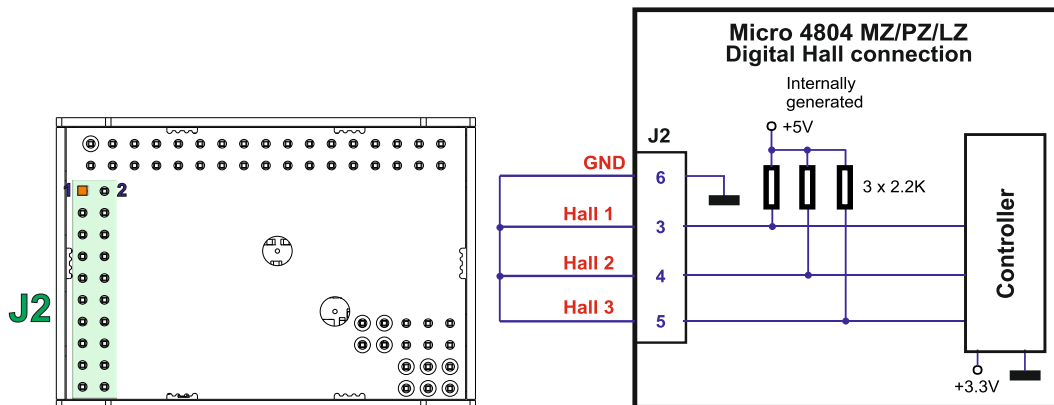 J2
1
2
Micro 4804 MZ/PZ/LZ
Digital Hall connection
Internally
generated
+5V
J2
GND
6
3 x 2.2K
Hall 1
3
Hall 2
4
Hall 3
5
Controller
+3.3V